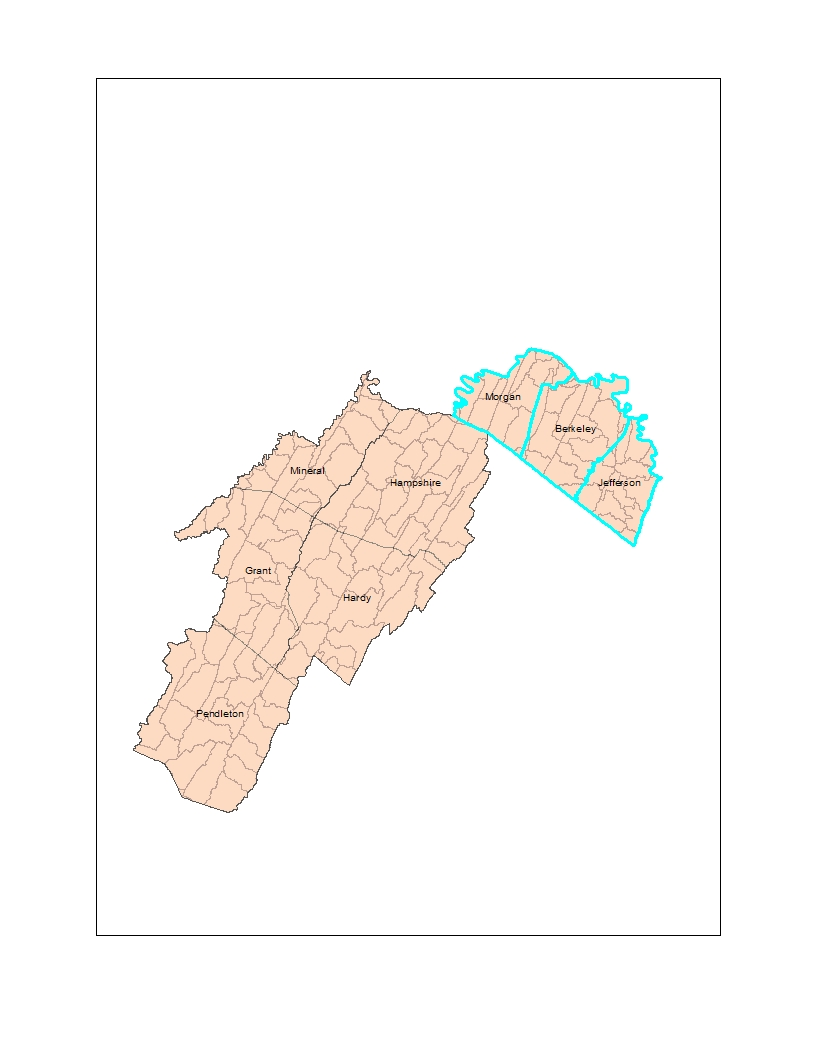 Morgan
Berkeley
Mineral
Hampshire
Jefferson
Grant
Hardy
Pendleton